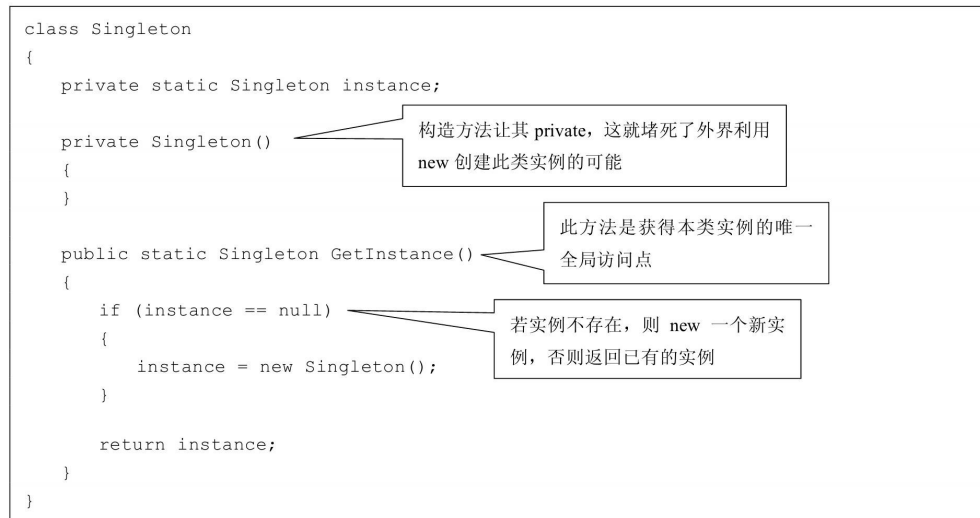 class Singleton
{
private static Singleton instance;
private Singleton()
构造方法让其 private，这就堵死了外界利用
new 创建此类实例的可能
{
}
此方法是获得本类实例的唯一
全局访问点
public static Singleton GetInstance()
{
if (instance == null)
若实例不存在，则 new 一个新实
例，否则返回已有的实例
{
instance = new Singleton();
}
return instance;
}
}